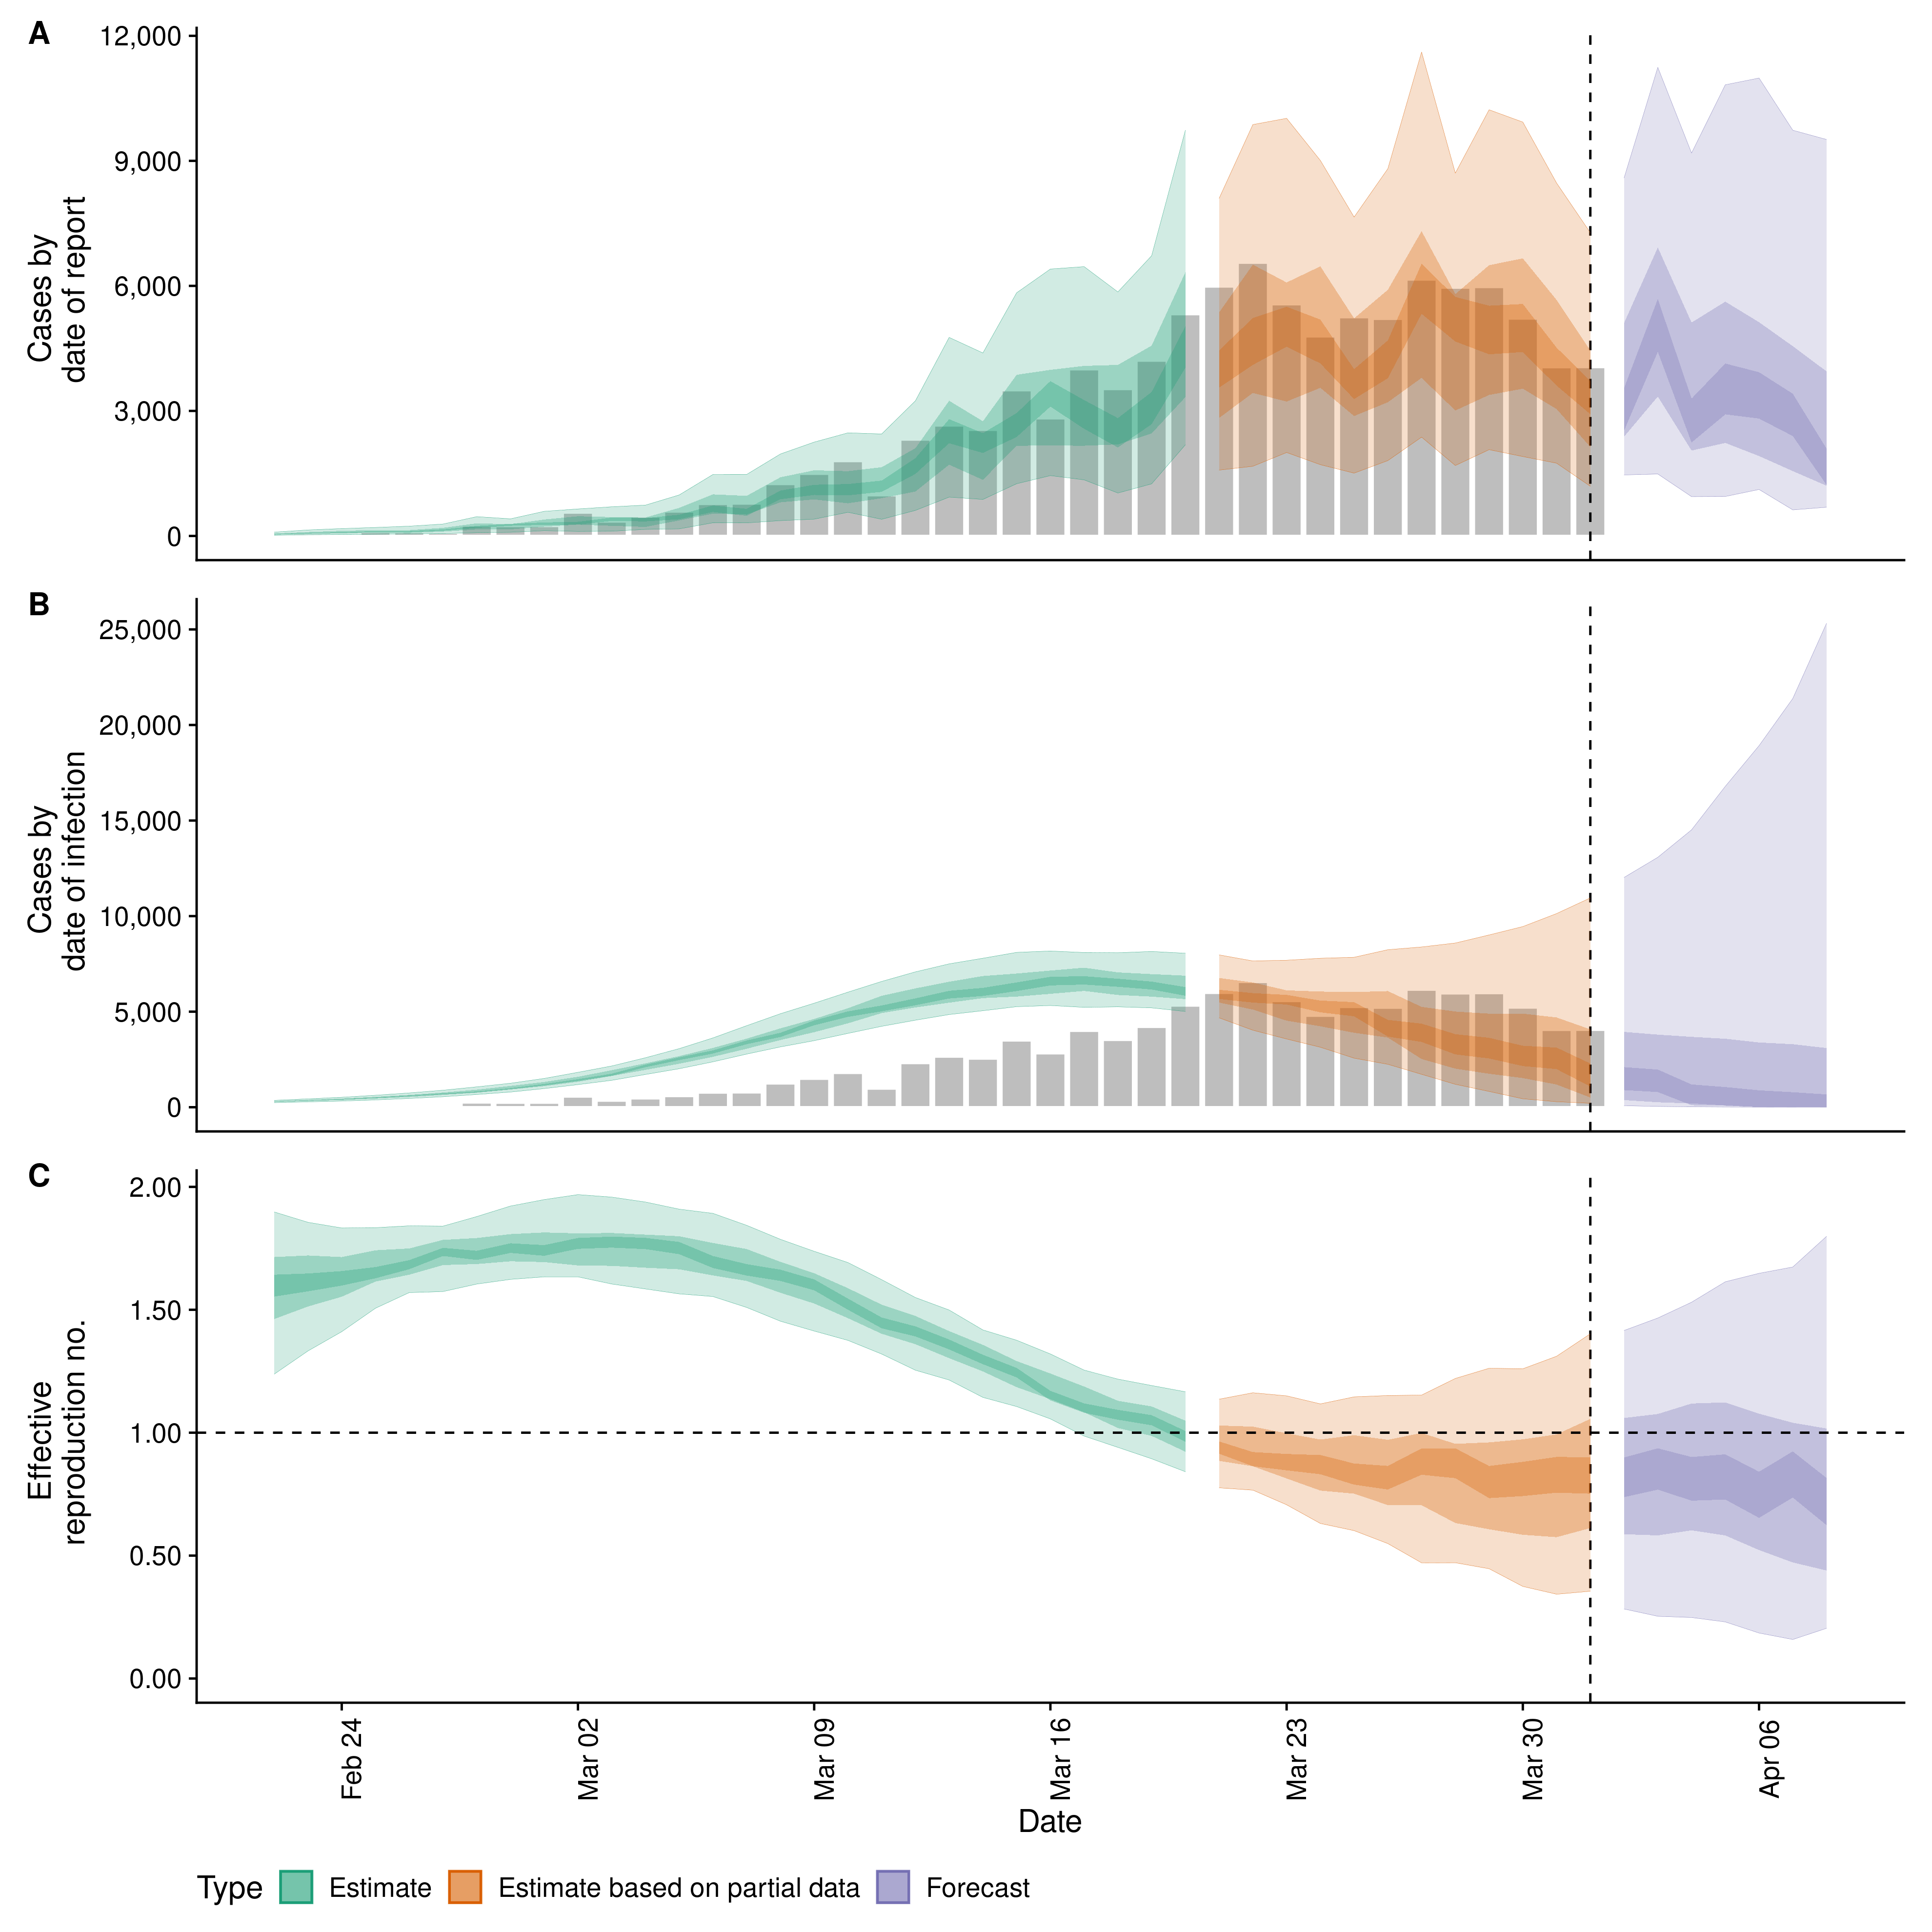 A
12,000
9,000
6,000
3,000
0
Cases by
date of report
B
25,000
20,000
15,000
10,000
5,000
0
Cases by
date of infection
C
2.00
1.50
1.00
0.50
0.00
Effective
reproduction no.
Feb 24
Mar 02
Mar 09
Mar 16
Mar 23
Mar 30
Apr 06
Date
Type Estimate Estimate based on partial data Forecast